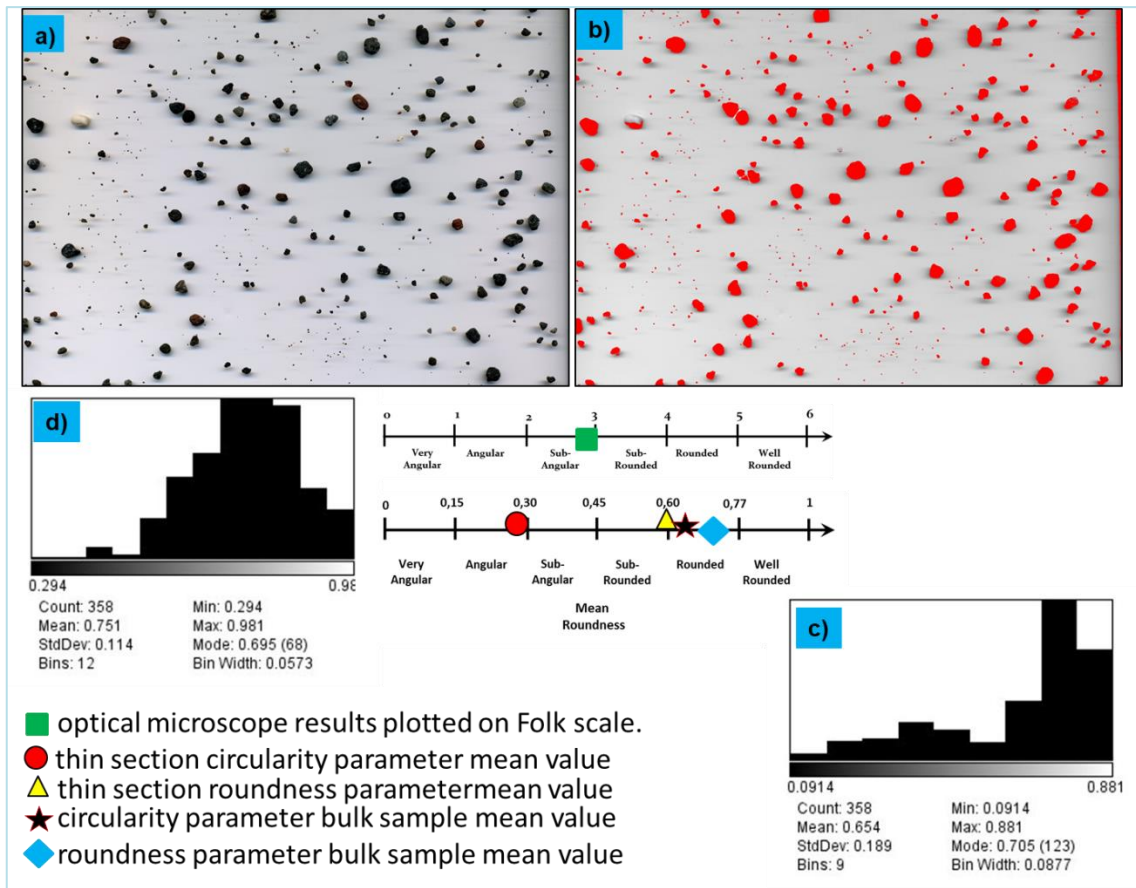 a)
b)
d)
0.294 0.98
Count: 358 Min: 0.294
Mean: 0.751 Max: 0.981
StdDev: 0.114 Mode: 0.695 (68)
Bins: 12 Bin Width: 0.0573
0 1 2 3 4 5 6
Very Angular Sub- Sub- Rounded Well
Angular Angular Rounded Rounded
0 0,15 0,30 0,45 0,60 0,77 1
Very Angular Sub- Sub- Rounded Well
Angular Angular Rounded Rounded
Mean
Roundness
c)
0.0914 0.881
Count: 358 Min: 0.0914
Mean: 0.654 Max: 0.881
StdDev: 0.189 Mode: 0.705 (123)
Bins: 9 Bin Width: 0.0877
optical microscope results plotted on Folk scale.
thin section circularity parameter mean value
thin section roundness parametermean value
circularity parameter bulk sample mean value
roundness parameter bulk sample mean value